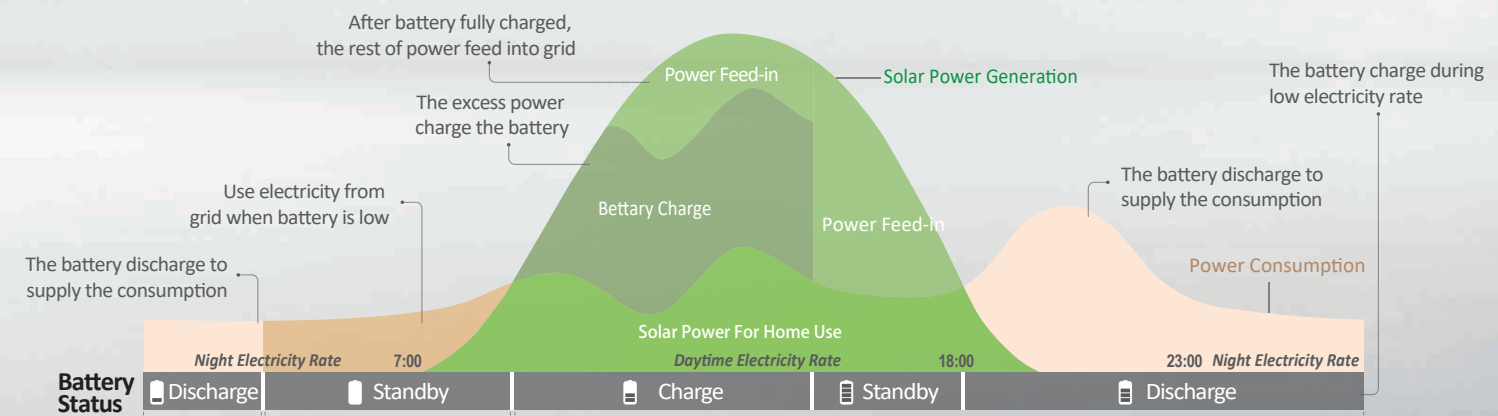 After battery fully charged,
the rest of power feed into grid
Power Feed-in
Solar Power Generation
The battery charge during
low electricity rate
The excess power
charge the battery
Use electricity from
grid when battery is low
Bettary Charge
Power Feed-in
The battery discharge to
supply the consumption
The battery discharge to
supply the consumption
Power Consumption
Solar Power For Home Use
Night Electricity Rate 7:00 Daytime Electricity Rate 18:00 23:00 Night Electricity Rate
Battery
Status
Discharge Standby Charge Standby Discharge